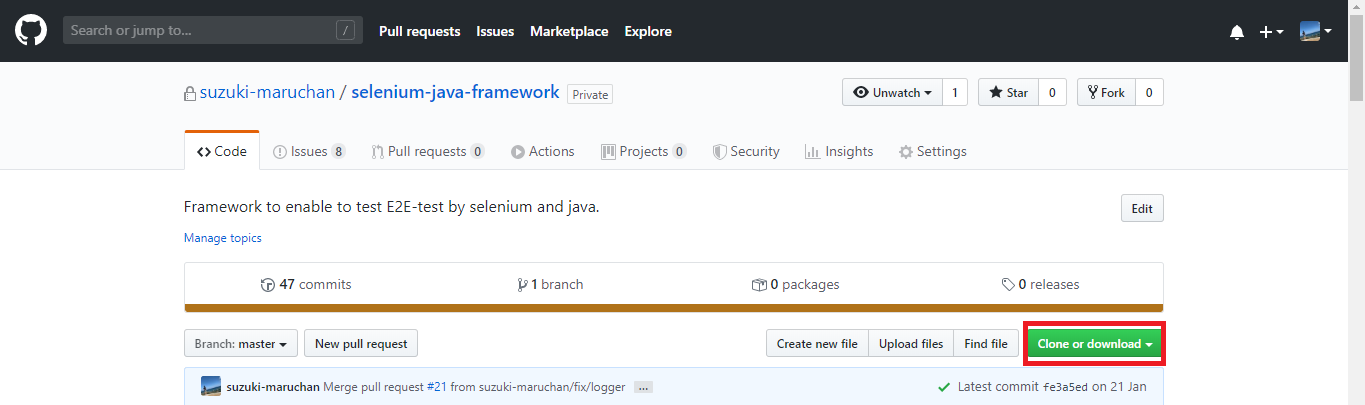 Search or jump to... / Pull requests Issues Marketplace Explore
suzuki-maruchan / selenium-java-framework Private Unwatch 1 Star 0 Fork 0
Code Issues 8 Pull requests 0 Actions Projects 0 Security Insights Settings
Framework to enable to test E2E-test by selenium and java. Edit
Manage topics
47 commits 1 branch 0 packages 0 releases
Branch: master New pull request Create new file Upload files Find file Clone or download
suzuki-maruchan Merge pull request #21 from suzuki-maruchan/fix/logger ... Latest commit fe3a5ed on 21 Jan